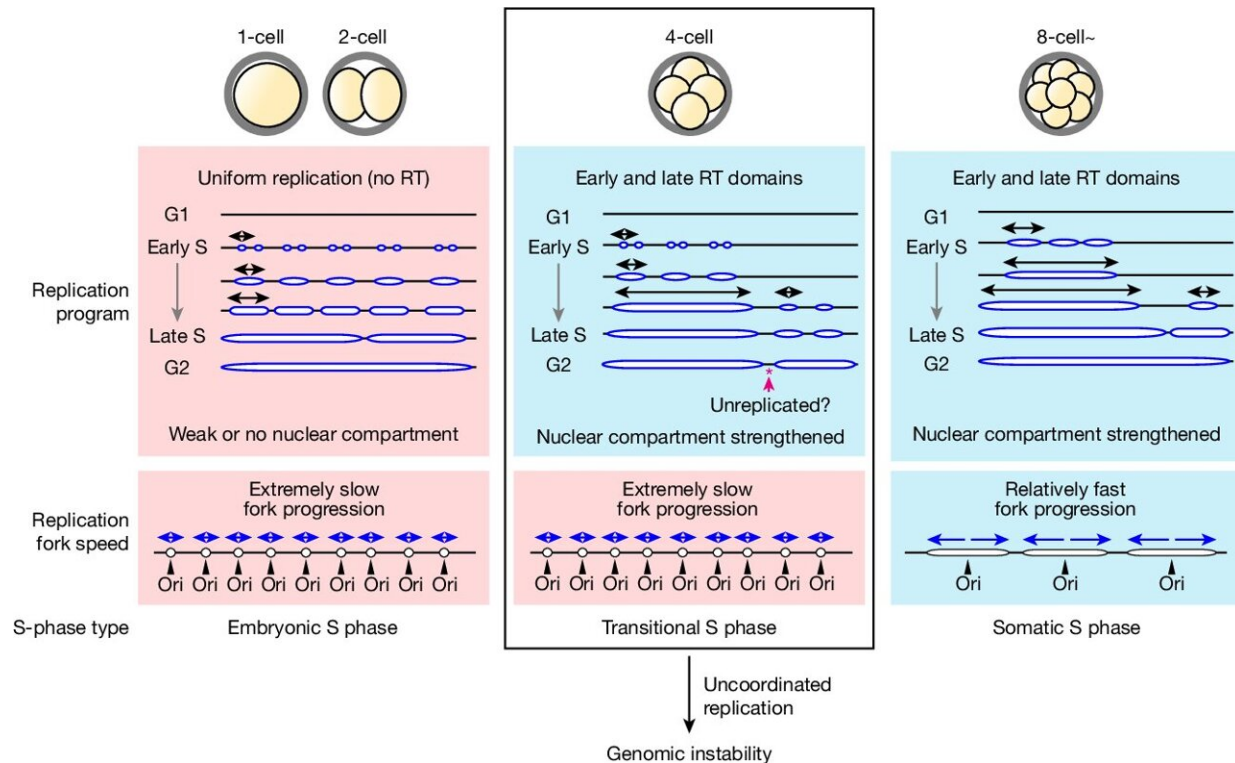 1-cell
2-cell
4-cell
8-cell~
Replication
program
Uniform replication (no RT)
G1
Early S
Late S
G2
Weak or no nuclear compartment
Early and late RT domains
G1
Early S
Late S
G2
*
Unreplicated?
Nuclear compartment strengthened
Early and late RT domains
G1
Early S
Late S
G2
Nuclear compartment strengthened
Replication
fork speed
Extremely slow
fork progression
Ori Ori Ori Ori Ori Ori Ori Ori Ori
Extremely slow
fork progression
Ori Ori Ori Ori Ori Ori Ori Ori Ori
Relatively fast
fork progression
Ori Ori Ori
S-phase type
Embryonic S phase
Transitional S phase
Somatic S phase
Uncoordinated
replication
Genomic instability